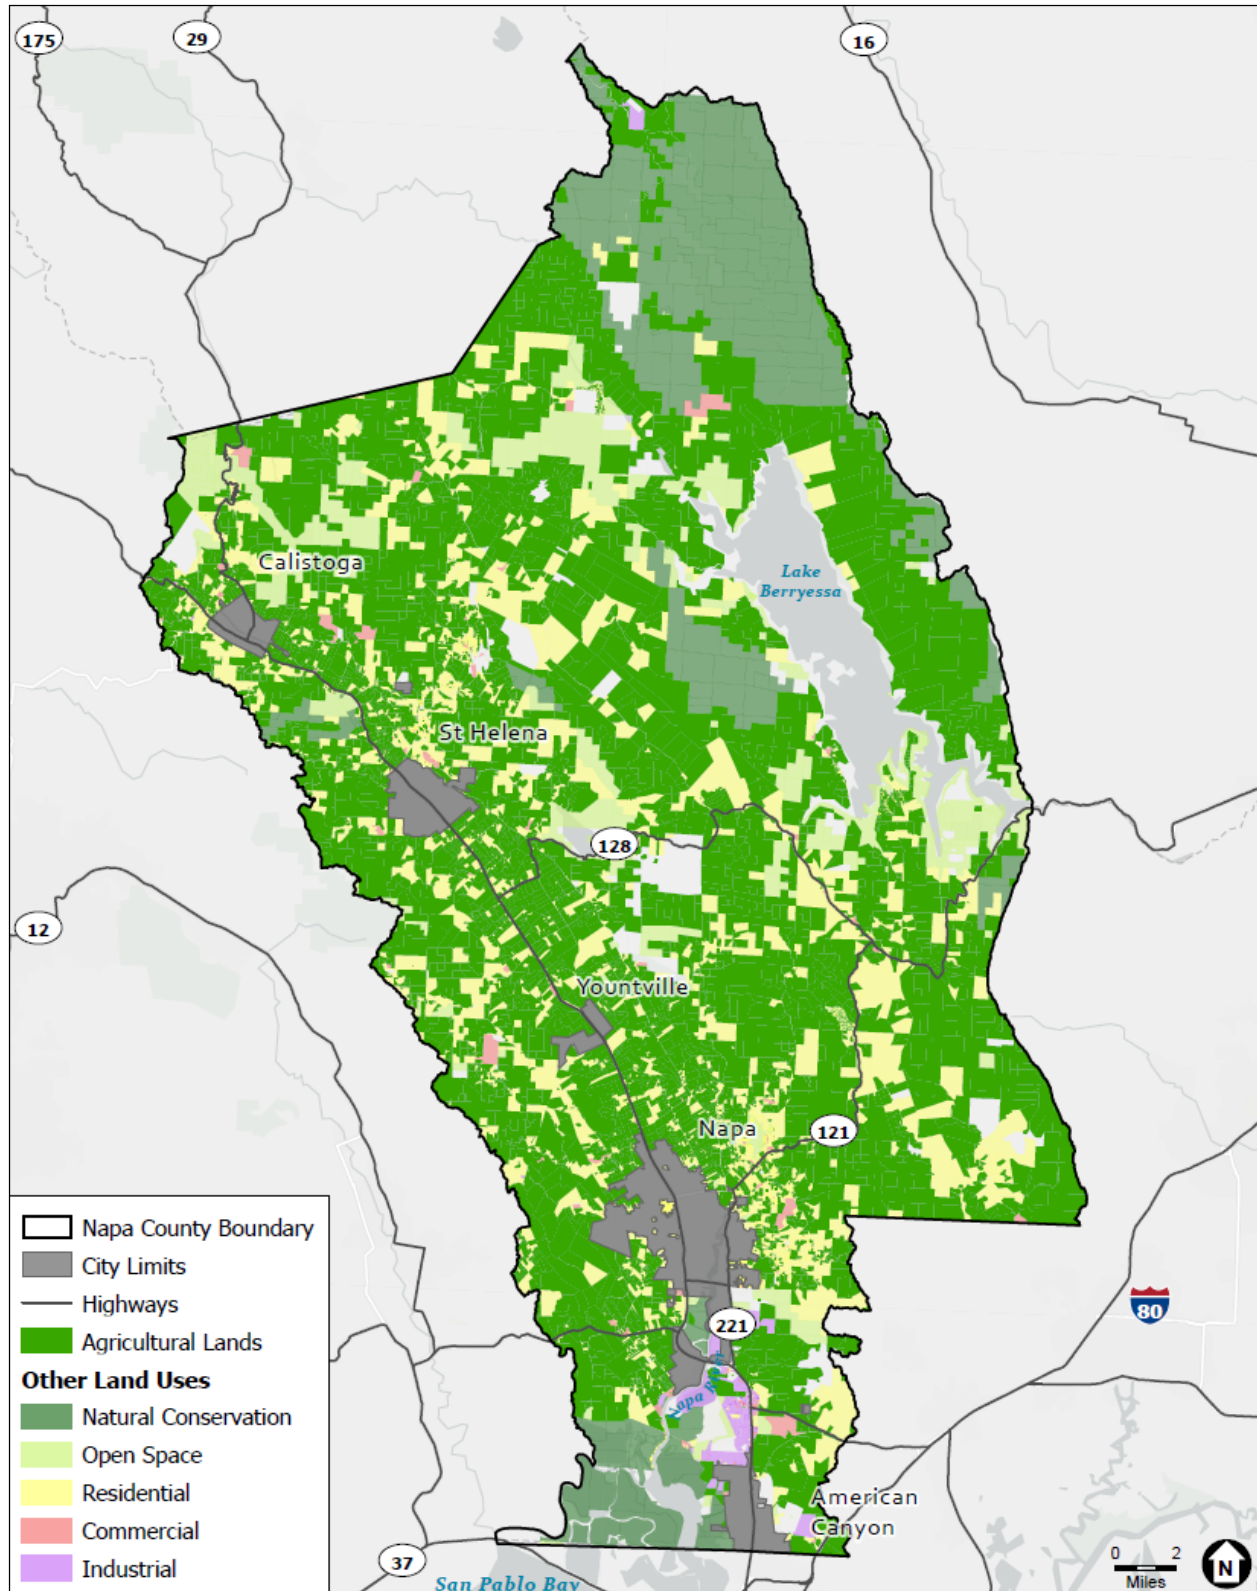 175
29
16
Lake
Berryessa
Calistoga
St Helena
128
12
Yountville
Napa
121
80
221
Napa River
American
Canyon
37
San Pablo Bay
Napa County Boundary
City Limits
Highways
Agricultural Lands
Other Land Uses
Natural Conservation
Open Space
Residential
Commercial
Industrial
0 2
Miles
N